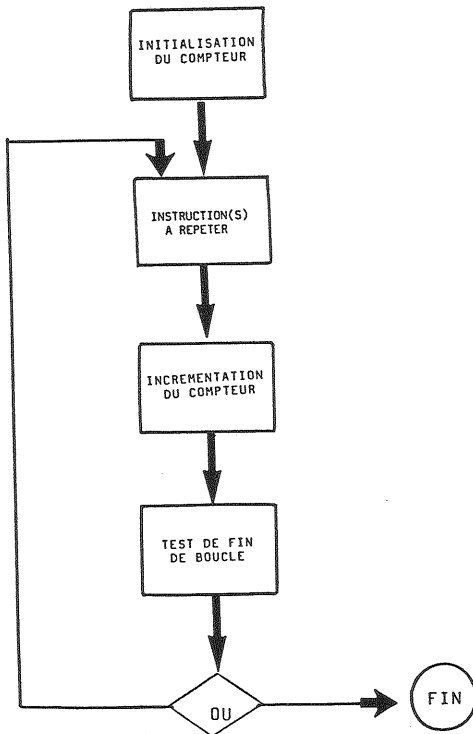 INITIALISATION
DU COMPTEUR
INSTRUCTION(S)
A REPETER
INCREMENTATION
DU COMPTEUR
TEST DE FIN
DE BOUCLE
OU
FIN